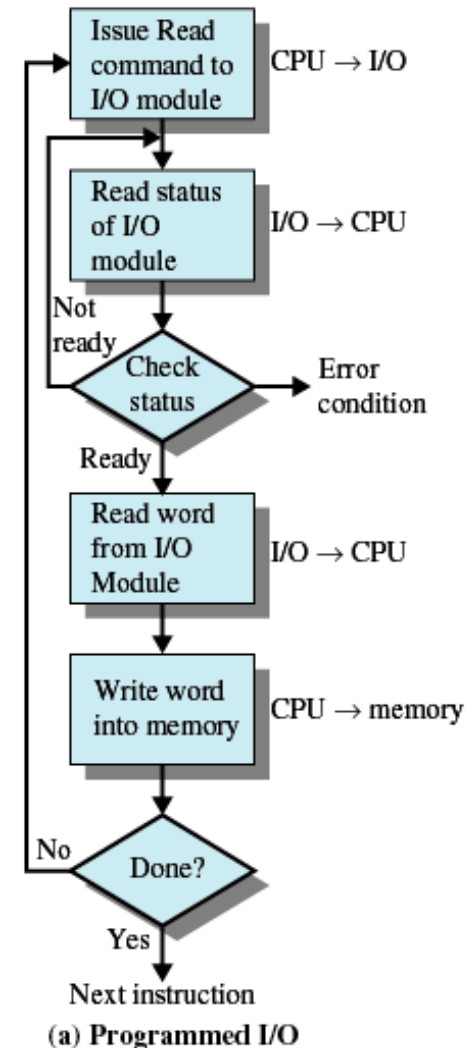 Issue Read
command to
I/O module
CPU → I/O
Read status
of I/O
module
I/O → CPU
Not
ready
Check
status
Error
condition
Ready
Read word
from I/O
Module
I/O → CPU
Write word
into memory
CPU → memory
No
Done?
Yes
Next instruction
(a) Programmed I/O